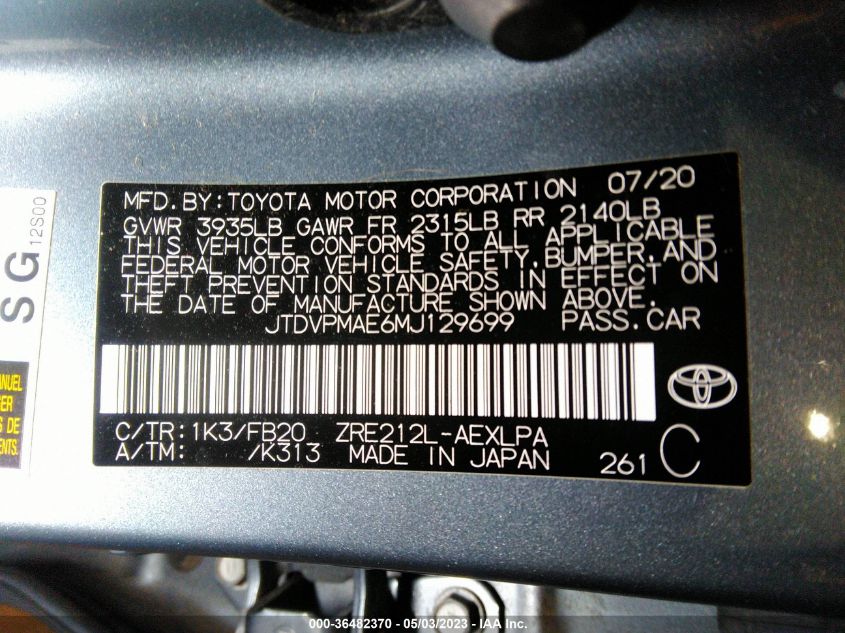 MFD.BY:TOYOTA MOTOR CORPORATION 07/20
GVWR 3935LB GAWR FR 2315LB RR 2140LB
THIS VEHICLE CONFORMS TO ALL APPLICABLE
FEDERAL MOTOR VEHICLE SAFETY,BUMPER,AND
THEFT PREVENTION STANDARDS IN EFFECT ON
THE DATE OF MANUFACTURE SHOWN ABOVE.
JTDVPMAE6MJ129699 PASS.CAR
C/TR:1K3/FB20 ZRE212L-AEXLPA
A/TM: /K313 MADE IN JAPAN 261 C
SG 12S00
DE
000-36482370 - 05/03/2023 - IAA Inc.